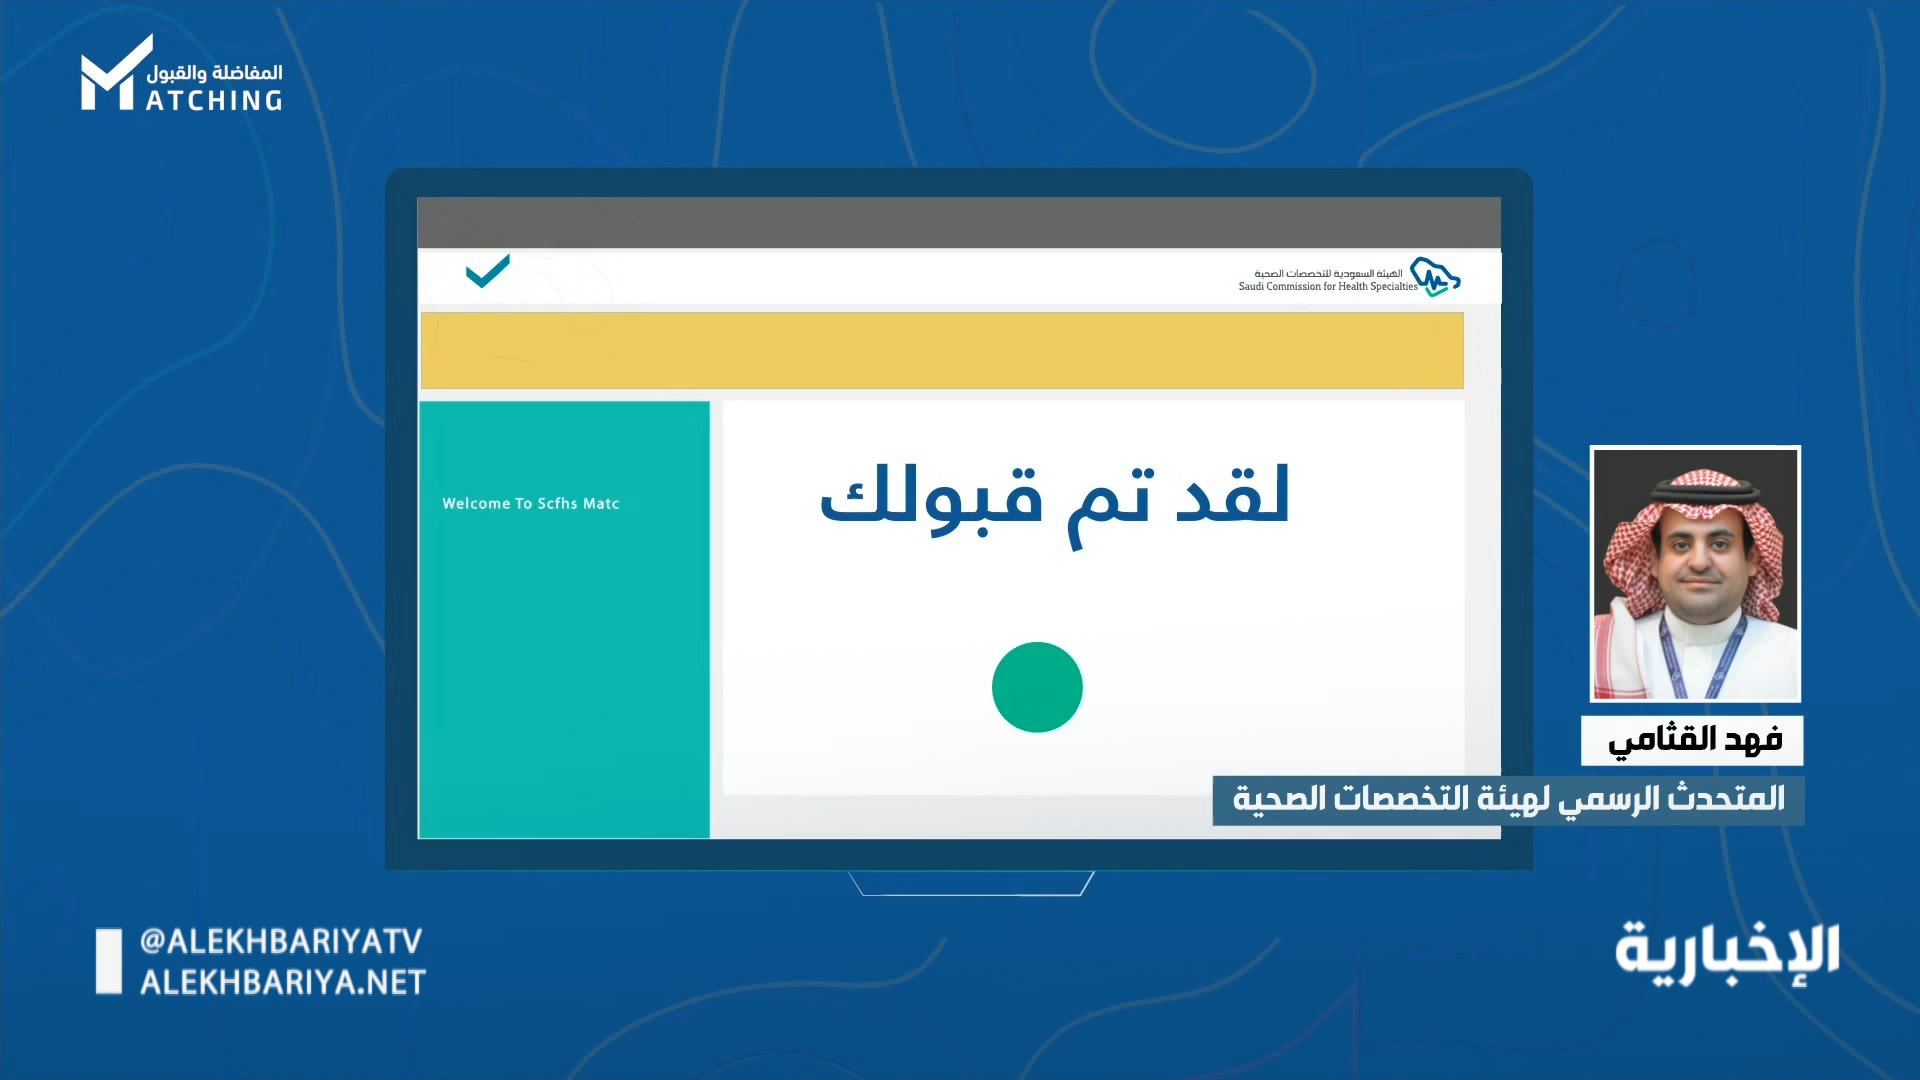 المفاضلة والقبول
MATCHING
الهيئة السعودية للتخصصات الصحية
Saudi Commission for Health Specialties
Welcome To Scfhs Matc
لقد تم قبولك
فهد القثامي
المتحدث الرسمي لهيئة التخصصات الصحية
@ALEKHBARIYATV
ALEKHBARIYA.NET
الإخبارية